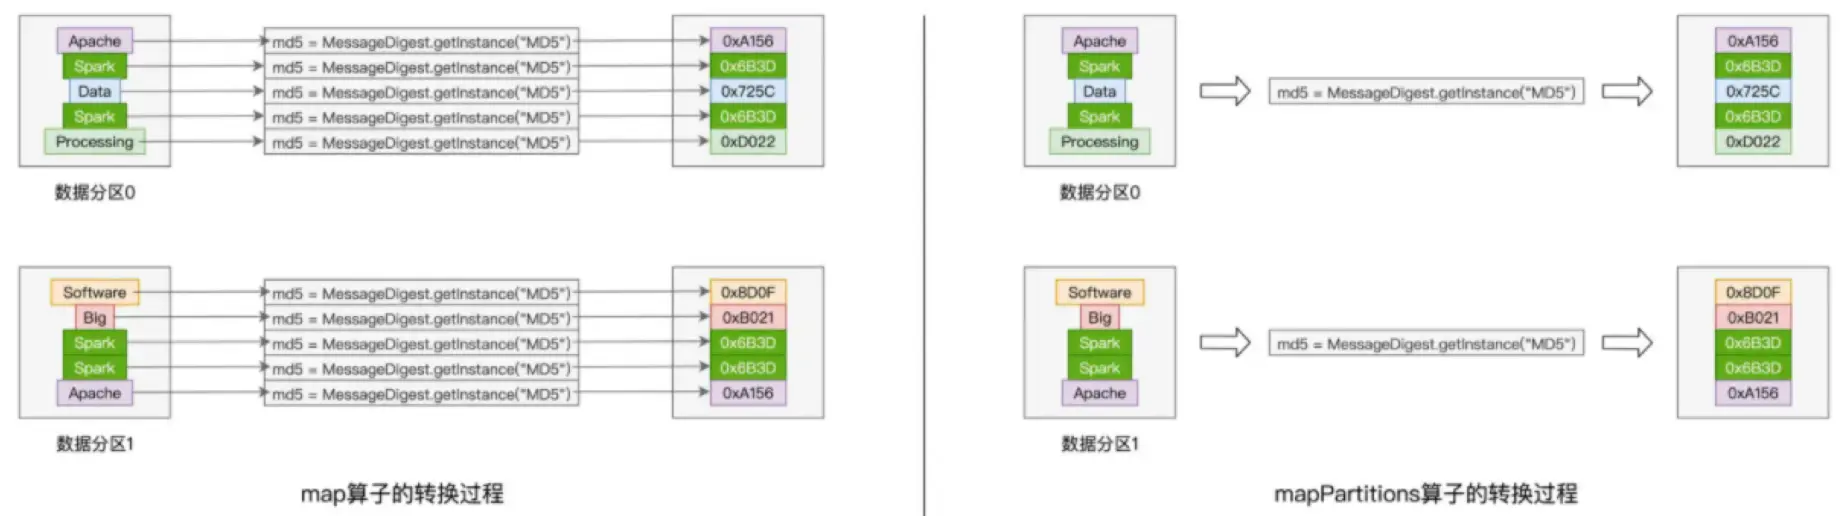 Apache md5 = MessageDigest.getInstance("MD5") 0xA156
Spark md5 = MessageDigest.getInstance("MD5") 0x6B3D
Data md5 = MessageDigest.getInstance("MD5") 0x725C
Spark md5 = MessageDigest.getInstance("MD5") 0x6B3D
Processing md5 = MessageDigest.getInstance("MD5") 0xD022
数据分区0
Software md5 = MessageDigest.getInstance("MD5") 0x8D0F
Big md5 = MessageDigest.getInstance("MD5") 0xB021
Spark md5 = MessageDigest.getInstance("MD5") 0x6B3D
Spark md5 = MessageDigest.getInstance("MD5") 0x6B3D
Apache md5 = MessageDigest.getInstance("MD5") 0xA156
数据分区1
map算子的转换过程
Apache 0xA156
Spark 0x6B3D
Data md5 = MessageDigest.getInstance("MD5") 0x725C
Spark 0x6B3D
Processing 0xD022
数据分区0
Software 0x8D0F
Big 0xB021
Spark md5 = MessageDigest.getInstance("MD5") 0x6B3D
Spark 0x6B3D
Apache 0xA156
数据分区1
mapPartitions算子的转换过程